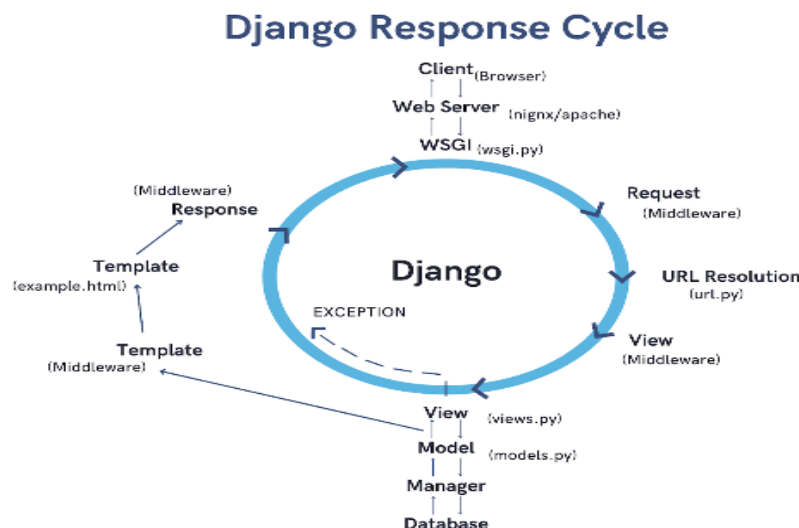 Django Response Cycle
Client (Browser)
Web Server (nignx/apache)
WSGI (wsgi.py)
Request
(Middleware)
URL Resolution
(url.py)
View
(Middleware)
Django
EXCEPTION
View (views.py)
Model (models.py)
Manager
Database
Template
(Middleware)
Template
(example.html)
(Middleware)
Response